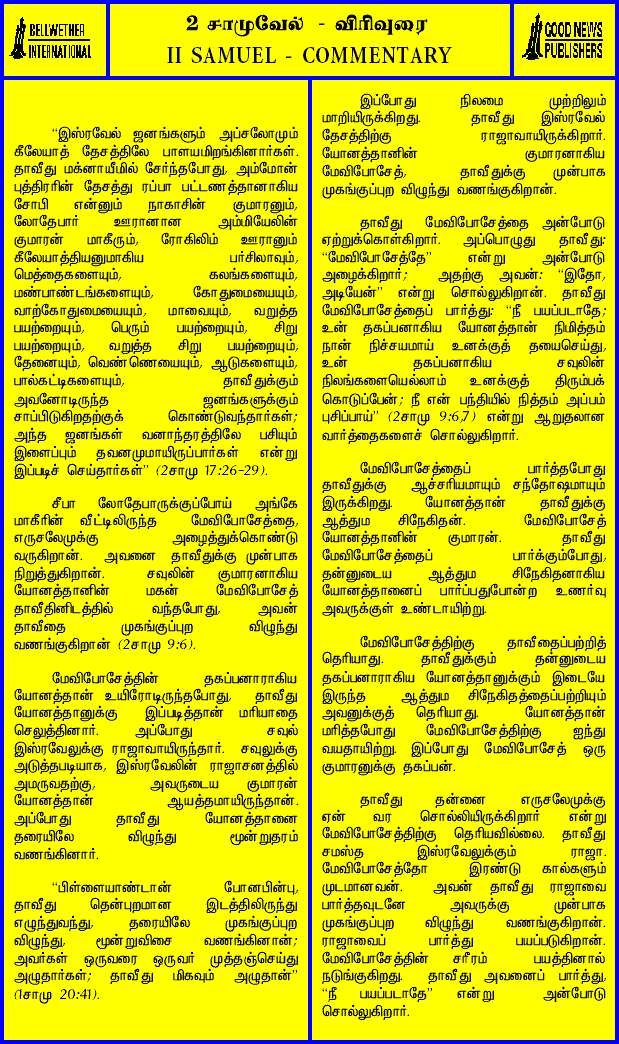 BELLWETHER
INTERNATIONAL
2 சாமுவேல் - விரிவுரை
II SAMUEL - COMMENTARY
GOOD NEWS
PUBLISHERS
“இஸ்ரவேல் ஜனங்களும் அப்சலோமும்
கீலேயாத் தேசத்திலே பாளயமிறங்கினார்கள்.
தாவீது மக்னாயீமில் சேர்ந்தபோது, அம்மோன்
புத்திரரின் தேசத்து ரப்பா பட்டணத்தானாகிய
சோபி என்னும் நாகாசின் குமாரனும்,
லோதேபார் ஊரானான அம்மியேலின்
குமாரன் மாகீரும், ரோகிலிம் ஊரானும்
கீலேயாத்தியனுமாகிய பர்சிலாவும்,
மெத்தைகளையும், கலங்களையும்,
மண்பாண்டங்களையும், கோதுமையையும்,
வாற்கோதுமையையும், மாவையும், வறுத்த
பயற்றையும், பெரும் பயற்றையும், சிறு
பயற்றையும், வறுத்த சிறு பயற்றையும்,
தேனையும், வெண்ணெயையும், ஆடுகளையும்,
பால்கட்டிகளையும், தாவீதுக்கும்
அவனோடிருந்த ஜனங்களுக்கும்
சாப்பிடுகிறதற்குக் கொண்டுவந்தார்கள்;
அந்த ஜனங்கள் வனாந்தரத்திலே பசியும்
இளைப்பும் தவனமுமாயிருப்பார்கள் என்று
இப்படிச் செய்தார்கள்” (2சாமு 17:26-29).
சீபா லோதேபாருக்குப்போய் அங்கே
மாகீரின் வீட்டிலிருந்த மேவிபோசேத்தை,
எருசலேமுக்கு அழைத்துக்கொண்டு
வருகிறான். அவனை தாவீதுக்கு முன்பாக
நிறுத்துகிறான். சவுலின் குமாரனாகிய
யோனத்தானின் மகன் மேவிபோசேத்
தாவீதினிடத்தில் வந்தபோது, அவன்
தாவீதை முகங்குப்புற விழுந்து
வணங்குகிறான் (2சாமு 9:6).
மேவிபோசேத்தின் தகப்பனாராகிய
யோனத்தான் உயிரோடிருந்தபோது, தாவீது
யோனத்தானுக்கு இப்படித்தான் மரியாதை
செலுத்தினார். அப்போது சவுல்
இஸ்ரவேலுக்கு ராஜாவாயிருந்தார். சவுலுக்கு
அடுத்தபடியாக, இஸ்ரவேலின் ராஜாசனத்தில்
அமருவதற்கு, அவருடைய குமாரன்
யோனத்தான் ஆயத்தமாயிருந்தான்.
அப்போது தாவீது யோனத்தானை
தரையிலே விழுந்து மூன்றுதரம்
வணங்கினார்.
“பிள்ளையாண்டான் போனபின்பு,
தாவீது தென்புறமான இடத்திலிருந்து
எழுந்துவந்து, தரையிலே முகங்குப்புற
விழுந்து, மூன்றுவிசை வணங்கினான்;
அவர்கள் ஒருவரை ஒருவர் முத்தஞ்செய்து
அழுதார்கள்; தாவீது மிகவும் அழுதான்”
(1சாமு 20:41).
இப்போது நிலமை முற்றிலும்
மாறியிருக்கிறது. தாவீது இஸ்ரவேல்
தேசத்திற்கு ராஜாவாயிருக்கிறார்.
யோனத்தானின் குமாரனாகிய
மேவிபோசேத், தாவீதுக்கு முன்பாக
முகங்குப்புற விழுந்து வணங்குகிறான்.
தாவீது மேவிபோசேத்தை அன்போடு
ஏற்றுக்கொள்கிறார். அப்பொழுது தாவீது:
“மேவிபோசேத்தே” என்று அன்போடு
அழைக்கிறார்; அதற்கு அவன்: “இதோ,
அடியேன்” என்று சொல்லுகிறான். தாவீது
மேவிபோசேத்தைப் பார்த்து: “நீ பயப்படாதே;
உன் தகப்பனாகிய யோனத்தான் நிமித்தம்
நான் நிச்சயமாய் உனக்குத் தயைசெய்து,
உன் தகப்பனாகிய சவுலின்
நிலங்களையெல்லாம் உனக்குத் திரும்பக்
கொடுப்பேன்; நீ என் பந்தியில் நித்தம் அப்பம்
புசிப்பாய்” (2சாமு 9:6,7) என்று ஆறுதலான
வார்த்தைகளைச் சொல்லுகிறார்.
மேவிபோசேத்தைப் பார்த்தபோது
தாவீதுக்கு ஆச்சரியமாயும் சந்தோஷமாயும்
இருக்கிறது. யோனத்தான் தாவீதுக்கு
ஆத்தும சிநேகிதன். மேவிபோசேத்
யோனத்தானின் குமாரன். தாவீது
மேவிபோசேத்தைப் பார்க்கும்போது,
தன்னுடைய ஆத்தும சிநேகிதனாகிய
யோனத்தானைப் பார்ப்பதுபோன்ற உணர்வு
அவருக்குள் உண்டாயிற்று.
மேவிபோசேத்திற்கு தாவீதைப்பற்றித்
தெரியாது. தாவீதுக்கும் தன்னுடைய
தகப்பனாராகிய யோனத்தானுக்கும் இடையே
இருந்த ஆத்தும சிநேகிதத்தைப்பற்றியும்
அவனுக்குத் தெரியாது. யோனத்தான்
மரித்தபோது மேவிபோசேத்திற்கு ஐந்து
வயதாயிற்று. இப்போது மேவிபோசேத் ஒரு
குமாரனுக்கு தகப்பன்.
தாவீது தன்னை எருசலேமுக்கு
ஏன் வர சொல்லியிருக்கிறார் என்று
மேவிபோசேத்திற்கு தெரியவில்லை. தாவீது
சமஸ்த இஸ்ரவேலுக்கும் ராஜா.
மேவிபோசேத்தோ இரண்டு கால்களும்
முடமானவன். அவன் தாவீது ராஜாவை
பார்த்தவுடனே அவருக்கு முன்பாக
முகங்குப்புற விழுந்து வணங்குகிறான்.
ராஜாவைப் பார்த்து பயப்படுகிறான்.
மேவிபோசேத்தின் சரீரம் பயத்தினால்
நடுங்குகிறது. தாவீது அவனைப் பார்த்து,
“நீ பயப்படாதே” என்று அன்போடு
சொல்லுகிறார்.